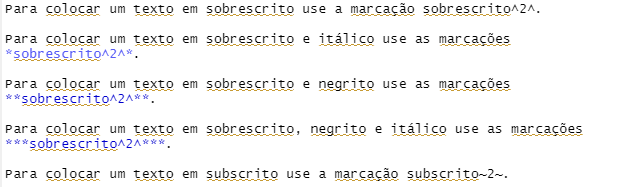 Para colocar um texto em sobrescrito use a marcação sobrescrito^2^.
Para colocar um texto em sobrescrito e itálico use as marcações
*sobrescrito^2^*.
Para colocar um texto em sobrescrito e negrito use as marcações
**sobrescrito^2^**.
Para colocar um texto em sobrescrito, negrito e itálico use as marcações
***sobrescrito^2^***.
Para colocar um texto em subscrito use a marcação subscrito~2~.